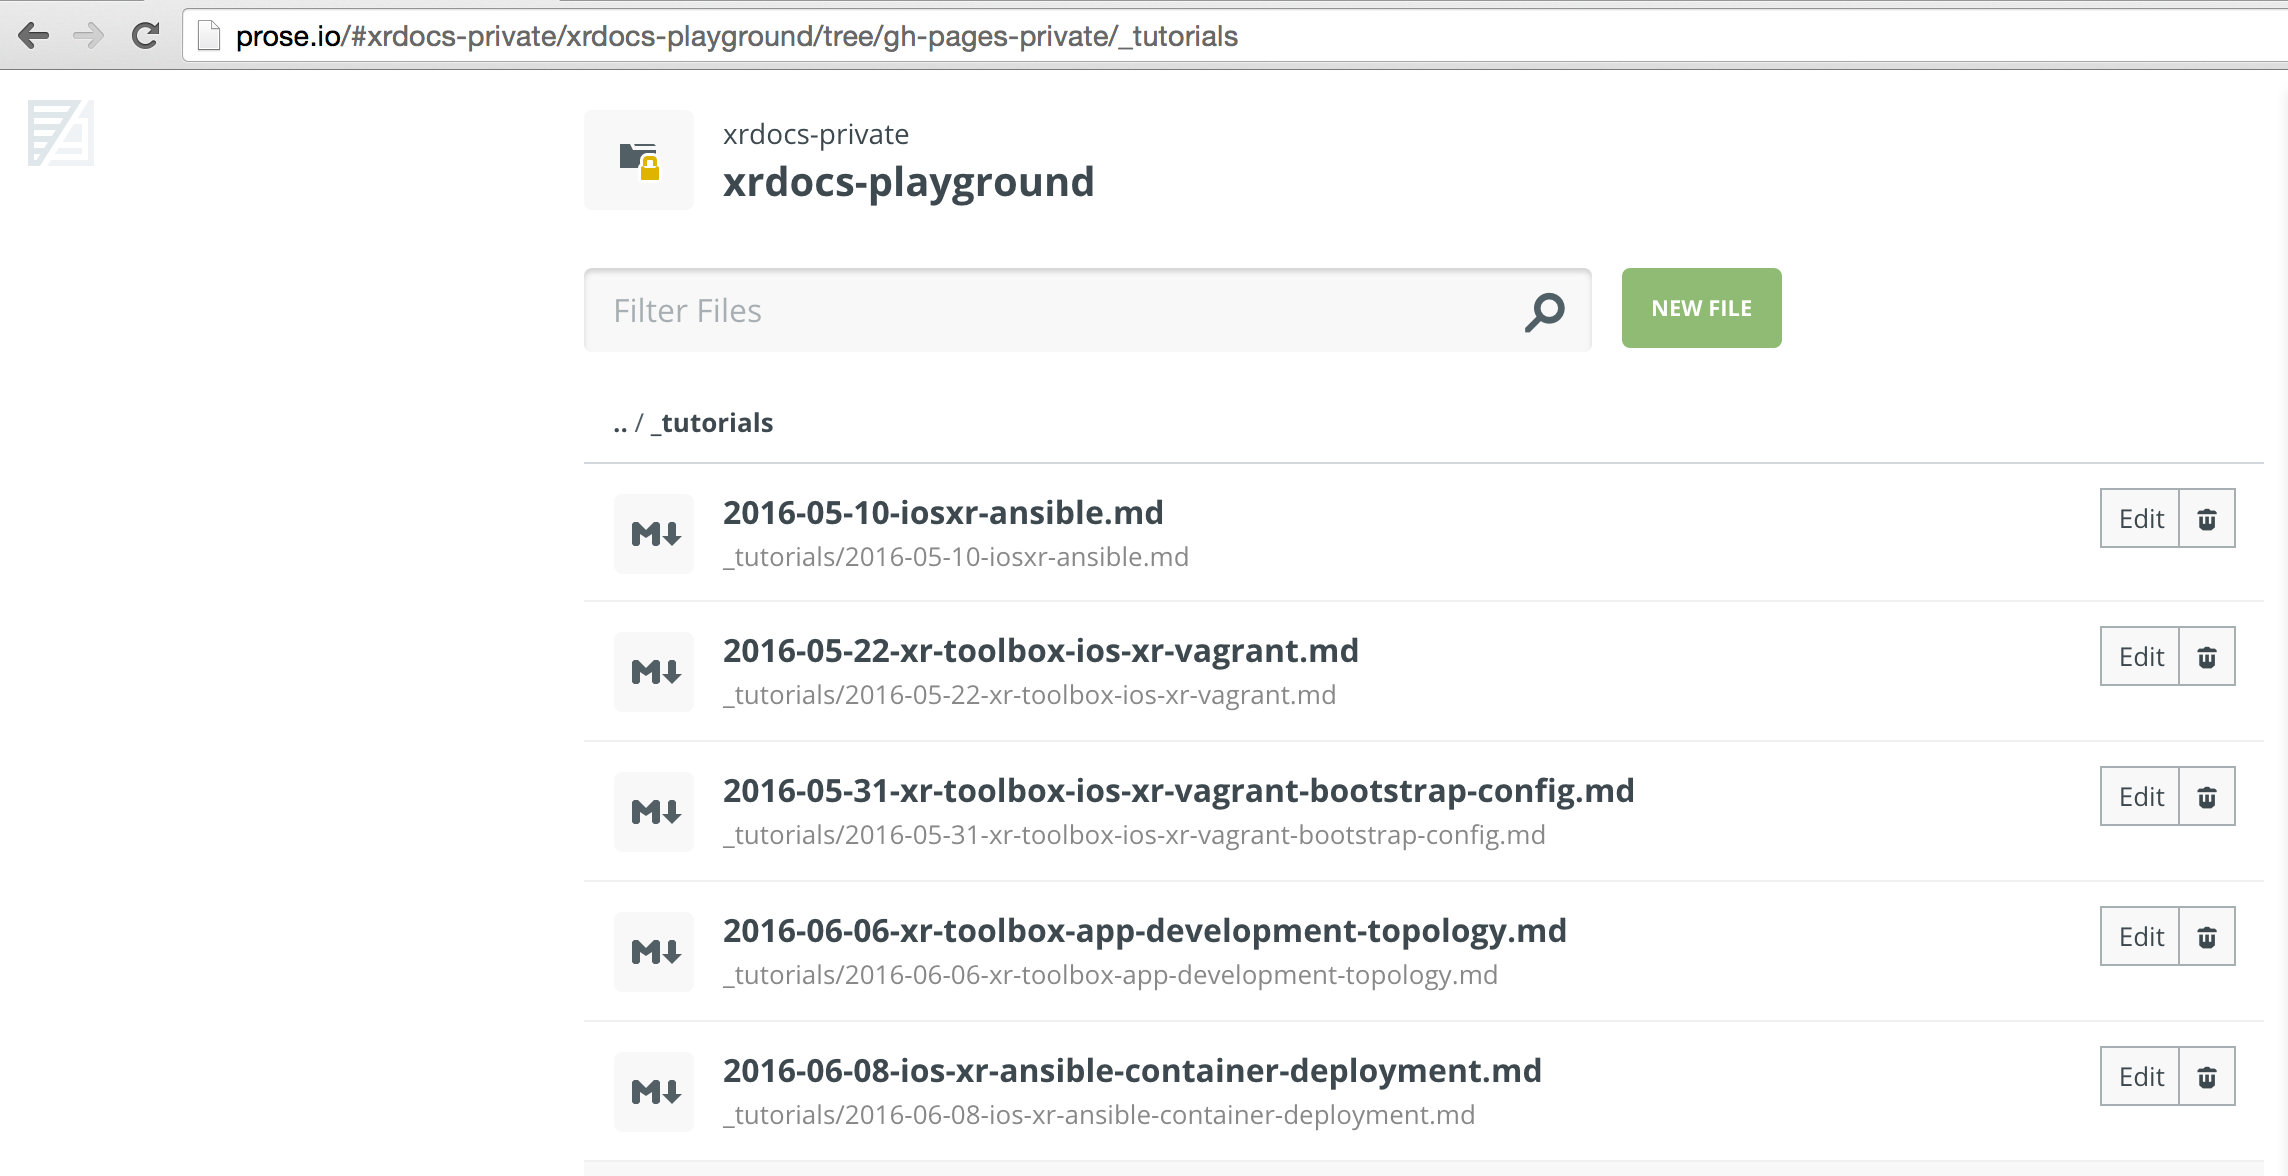 prose.io/#xrdocs-private/xrdocs-playground/tree/gh-pages-private/_tutorials
xrdocs-private
xrdocs-playground
Filter Files
NEW FILE
.. / _tutorials
2016-05-10-iosxr-ansible.md
_tutorials/2016-05-10-iosxr-ansible.md
Edit
2016-05-22-xr-toolbox-ios-xr-vagrant.md
_tutorials/2016-05-22-xr-toolbox-ios-xr-vagrant.md
Edit
2016-05-31-xr-toolbox-ios-xr-vagrant-bootstrap-config.md
_tutorials/2016-05-31-xr-toolbox-ios-xr-vagrant-bootstrap-config.md
Edit
2016-06-06-xr-toolbox-app-development-topology.md
_tutorials/2016-06-06-xr-toolbox-app-development-topology.md
Edit
2016-06-08-ios-xr-ansible-container-deployment.md
_tutorials/2016-06-08-ios-xr-ansible-container-deployment.md
Edit